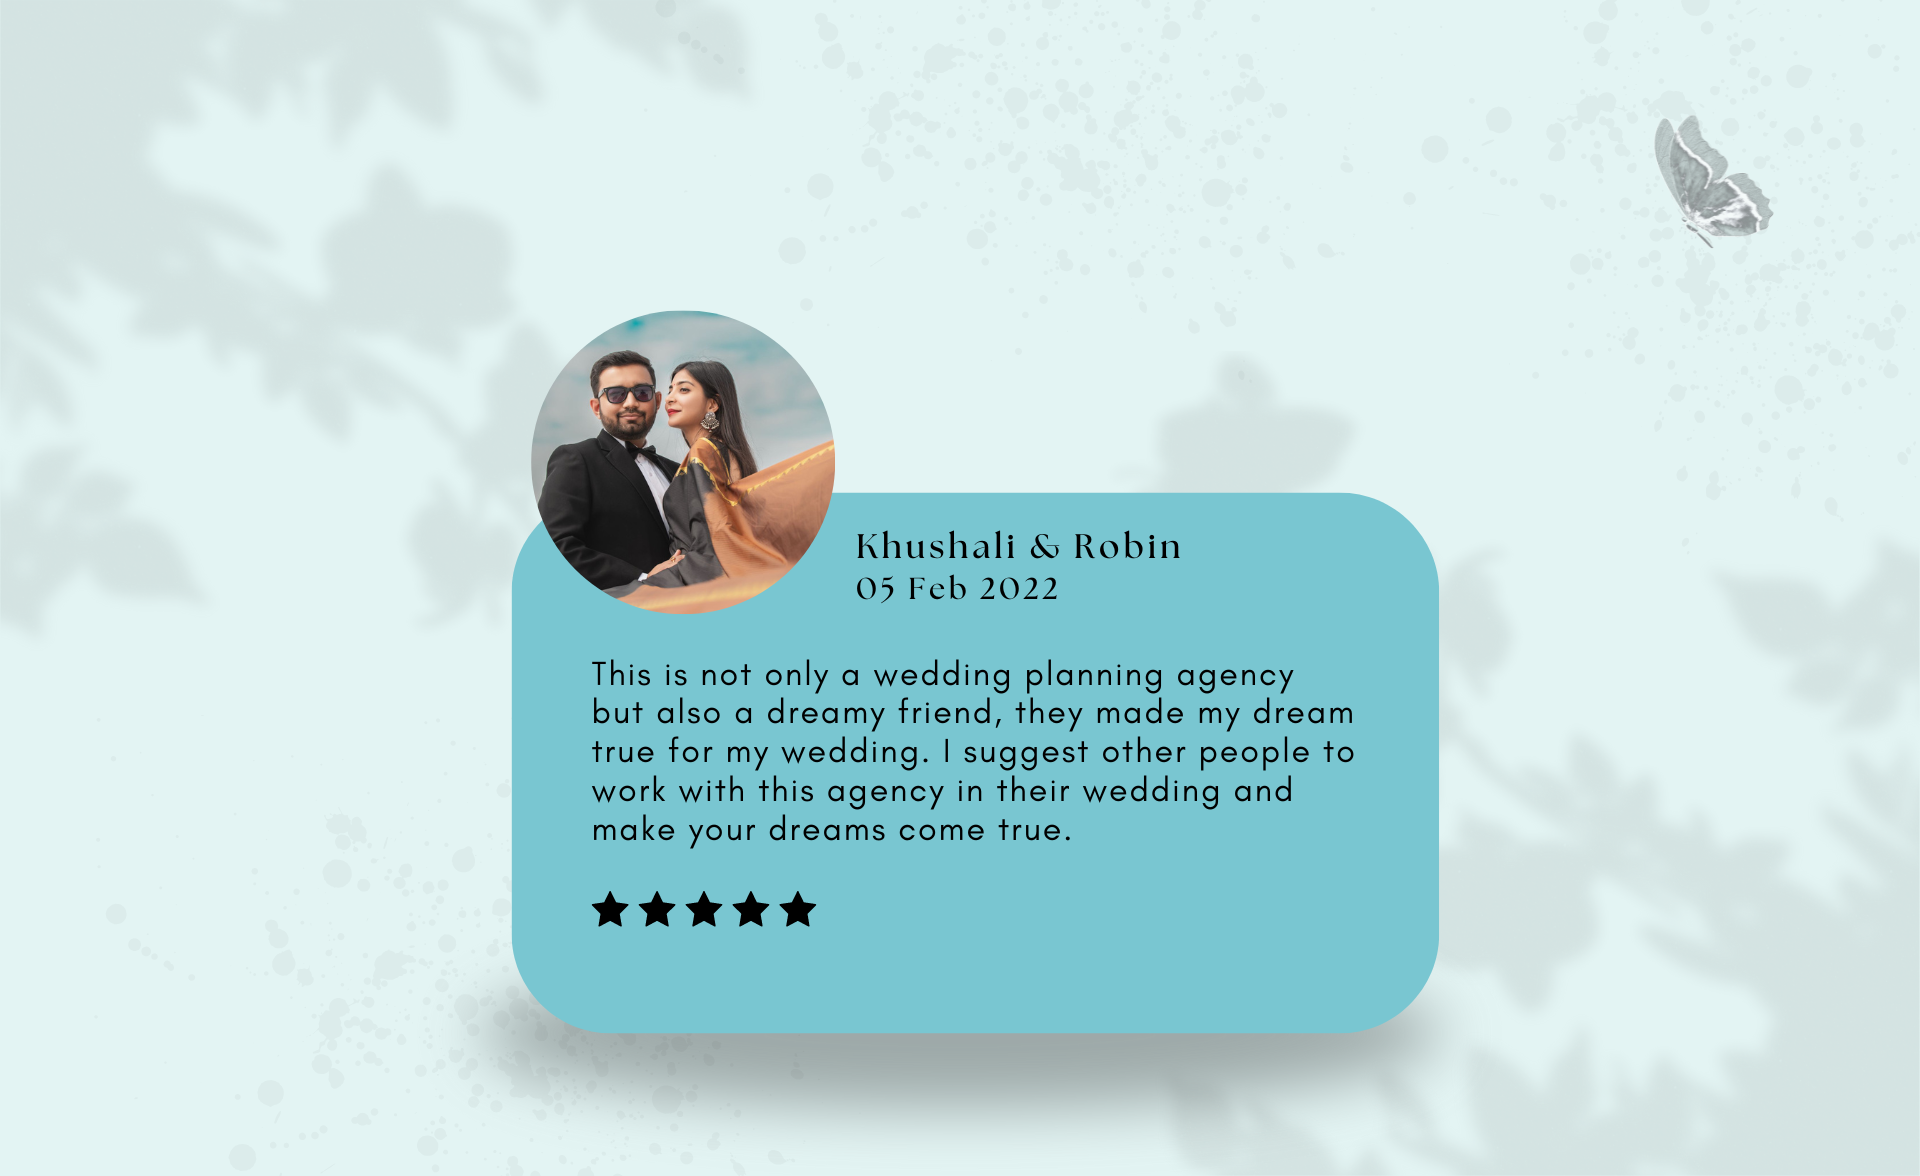 Khushali & Robin
05 Feb 2022
This is not only a wedding planning agency
but also a dreamy friend, they made my dream
true for my wedding. I suggest other people to
work with this agency in their wedding and
make your dreams come true.